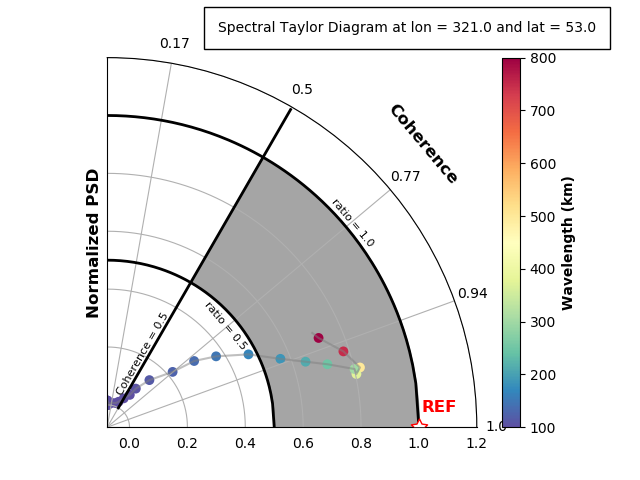 Spectral Taylor Diagram at lon = 321.0 and lat = 53.0
0.17
0.5
Coherence
0.77
0.94
1.0
Normalized PSD
ratio = 1.0
ratio = 0.5
Coherence = 0.5
REF
0.0
0.2
0.4
0.6
0.8
1.0
1.2
800
700
600
500
400
300
200
100
Wavelength (km)